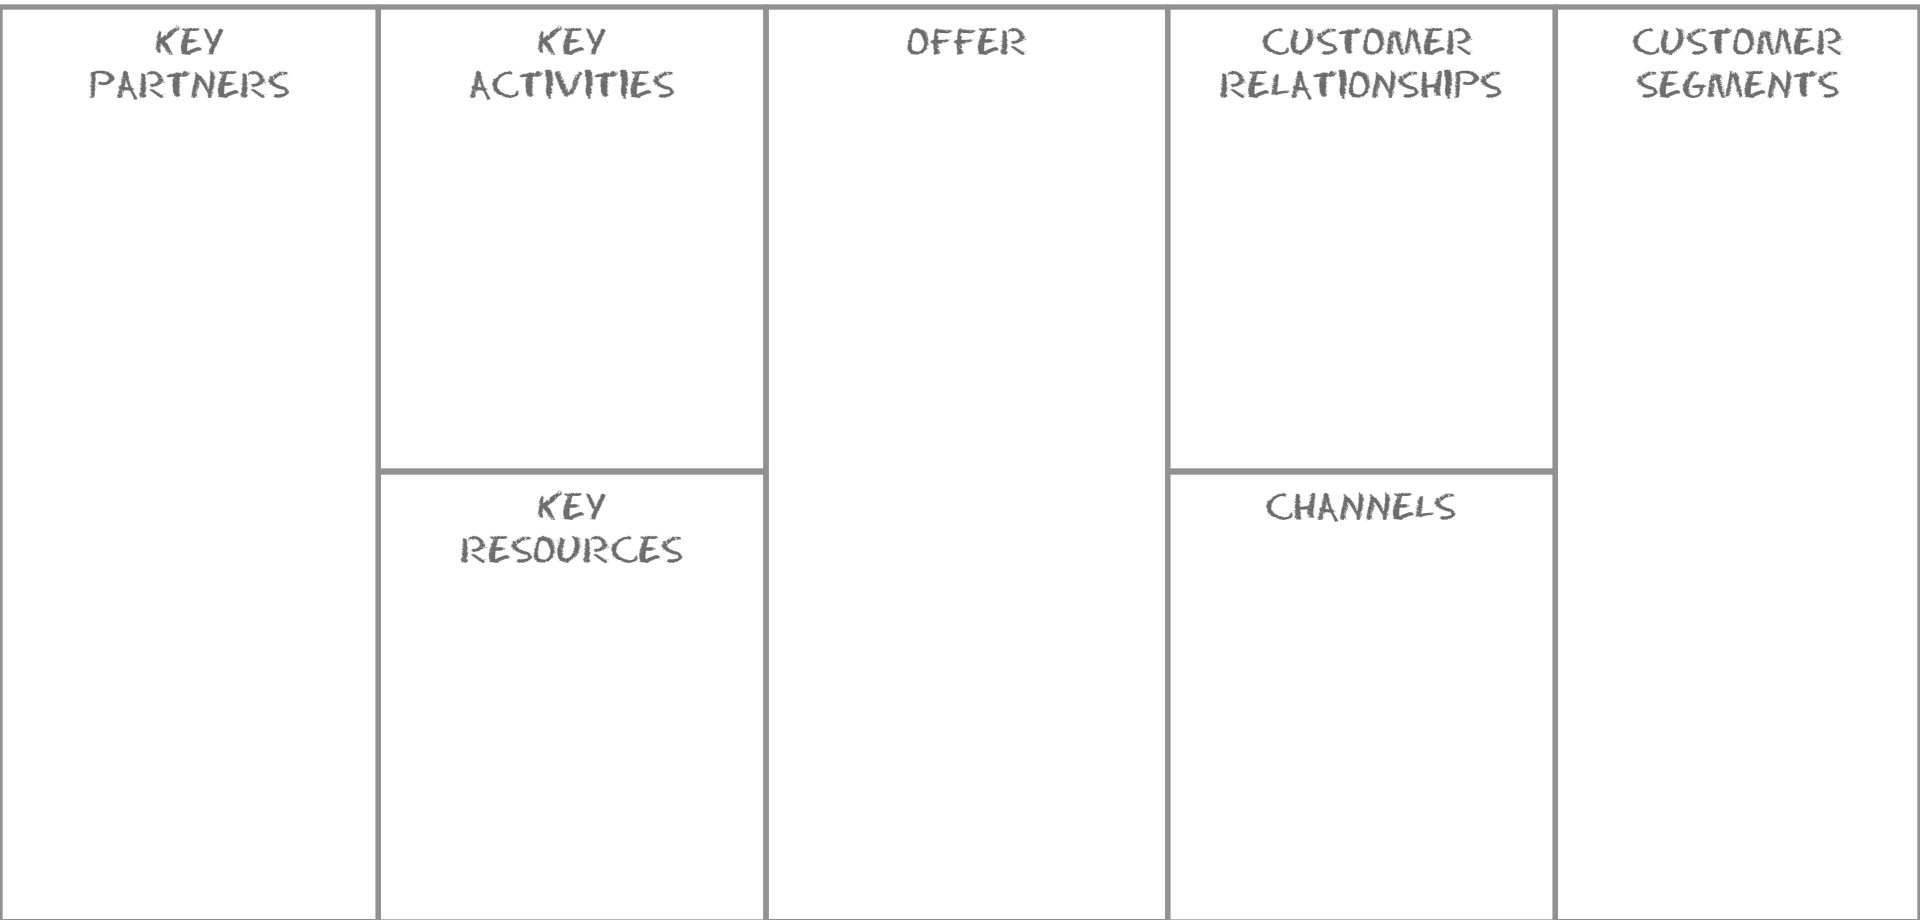 KEY
PARTNERS
KEY
ACTIVITIES
OFFER
CUSTOMER
RELATIONSHIPS
CUSTOMER
SEGMENTS
KEY
RESOURCES
CHANNELS